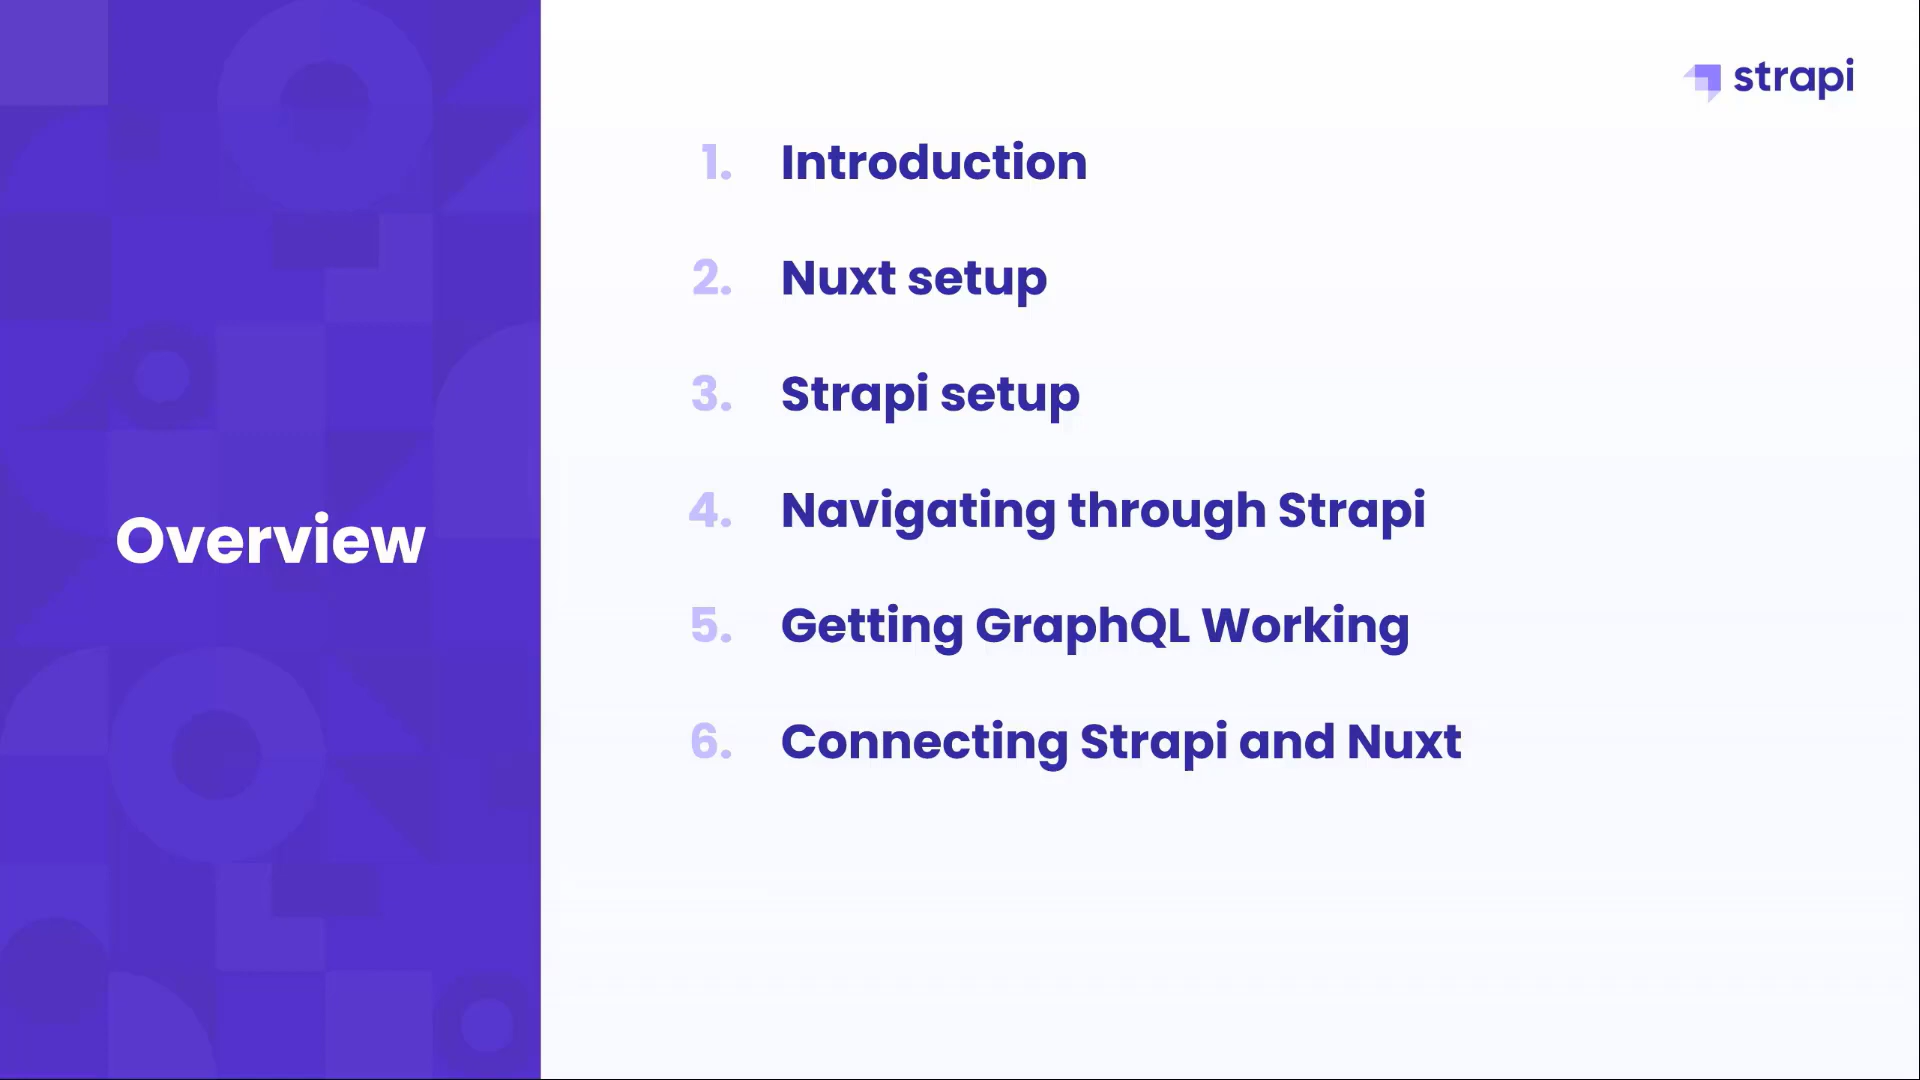 strapi
Overview
1. Introduction
2. Nuxt setup
3. Strapi setup
4. Navigating through Strapi
5. Getting GraphQL Working
6. Connecting Strapi and Nuxt